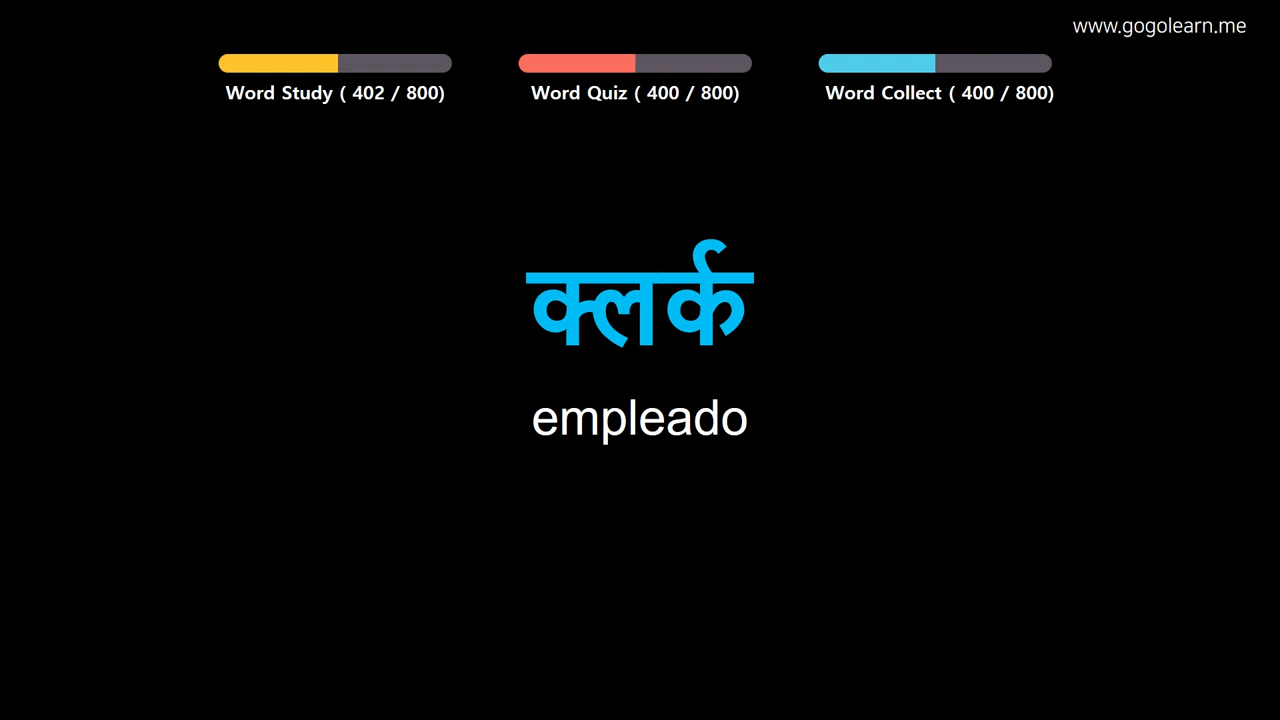 www.gogolearn.me
Word Study ( 402 / 800)
Word Quiz ( 400 / 800)
Word Collect ( 400 / 800)
क्लर्क
empleado